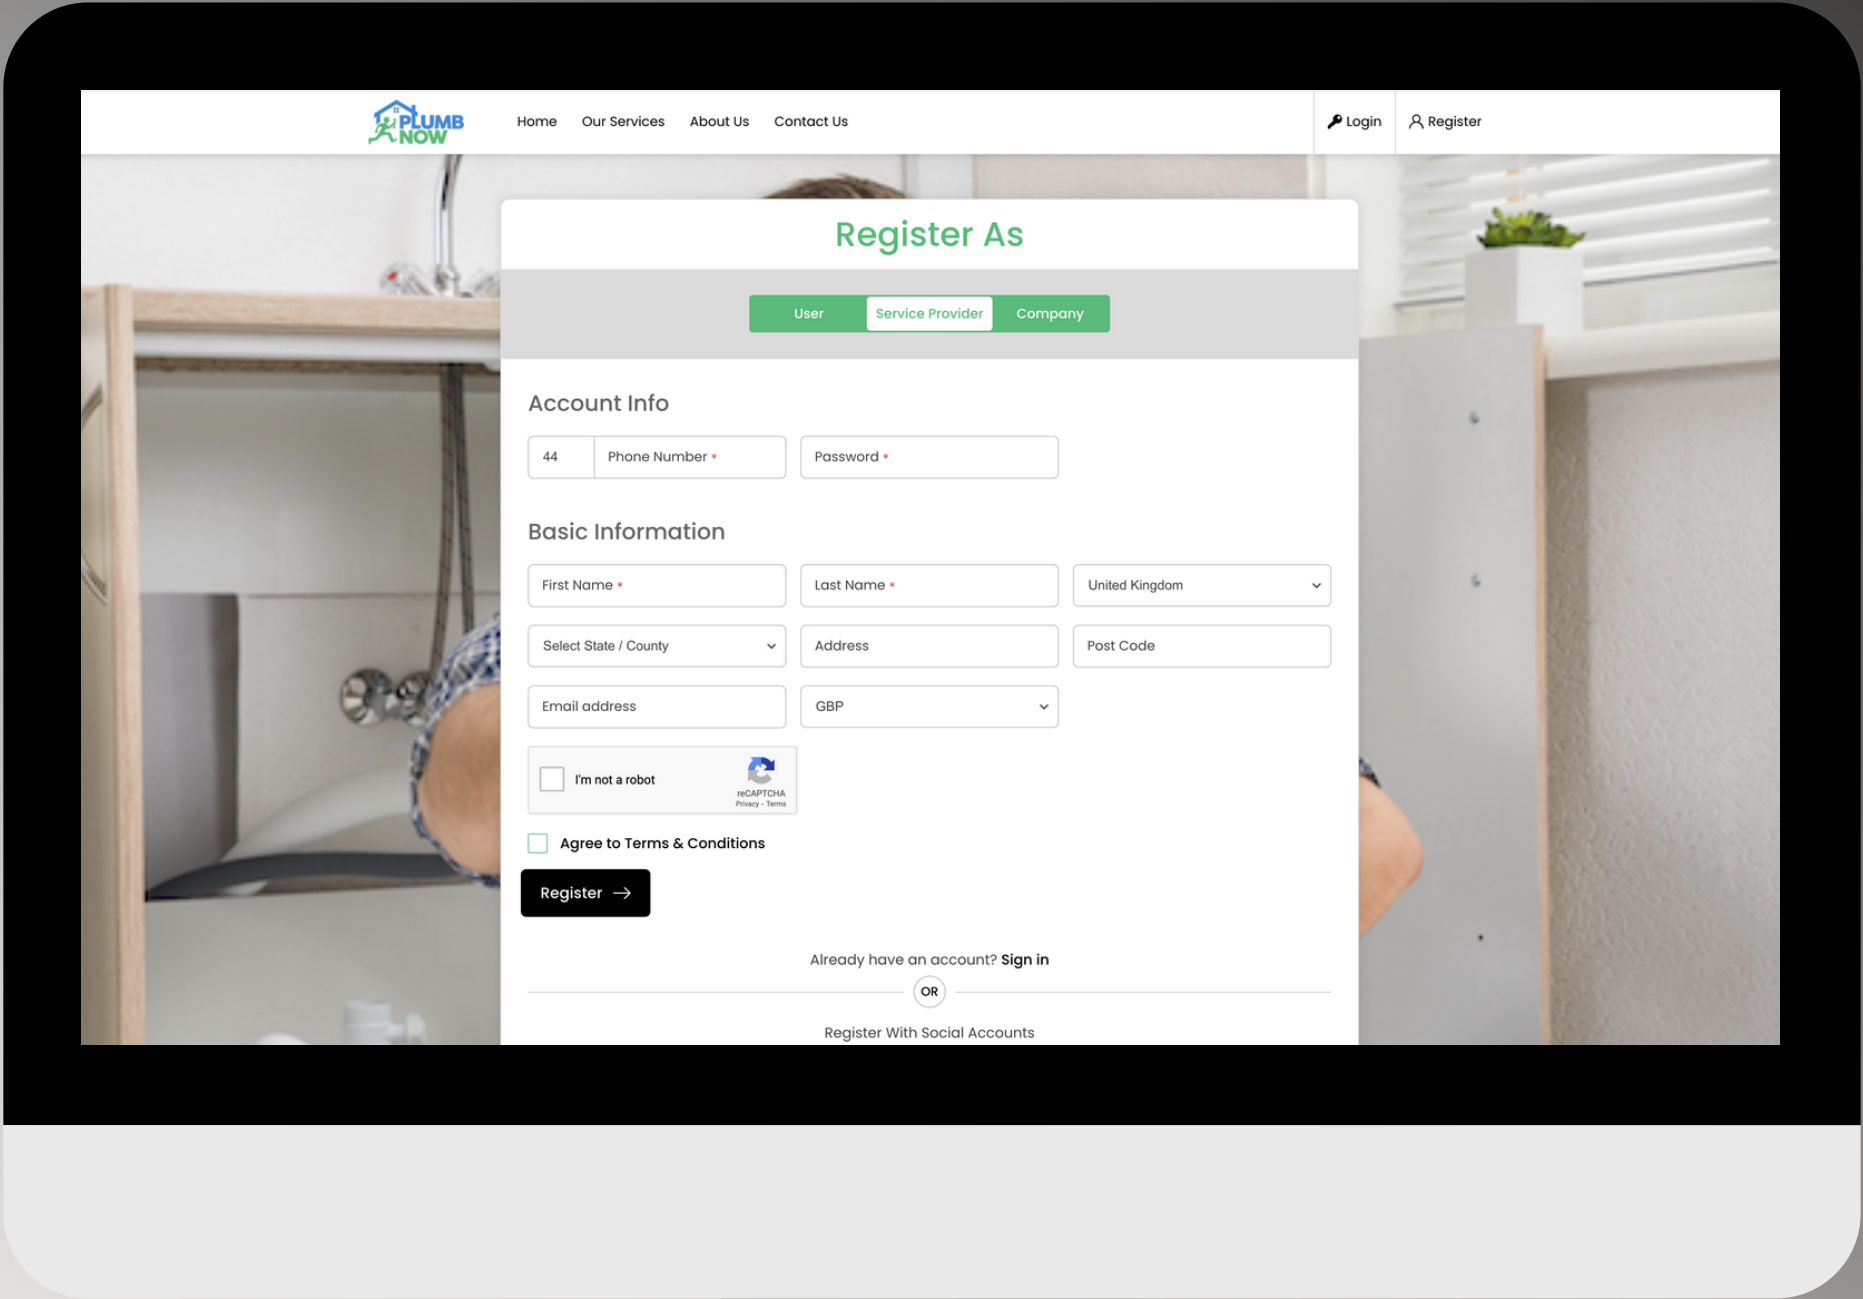 PLUMB
NOW
Home Our Services About Us Contact Us Login Register
Register As
User Service Provider Company
Account Info
44 Phone Number * Password *
Basic Information
First Name * Last Name * United Kingdom
Select State / County Address Post Code
Email address GBP
I'm not a robot
reCAPTCHA
Privacy - Terms
Agree to Terms & Conditions
Register →
Already have an account? Sign in
OR
Register With Social Accounts